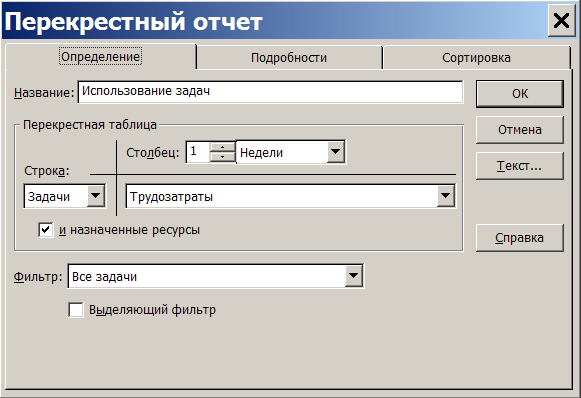 Перекрестный отчет
Определение
Подробности
Сортировка
Название: Использование задач
OK
Перекрестная таблица
Отмена
Столбец: 1 Недели
Текст...
Строка:
Задачи Трудозатраты
и назначенные ресурсы
Справка
Фильтр: Все задачи
Выделяющий фильтр